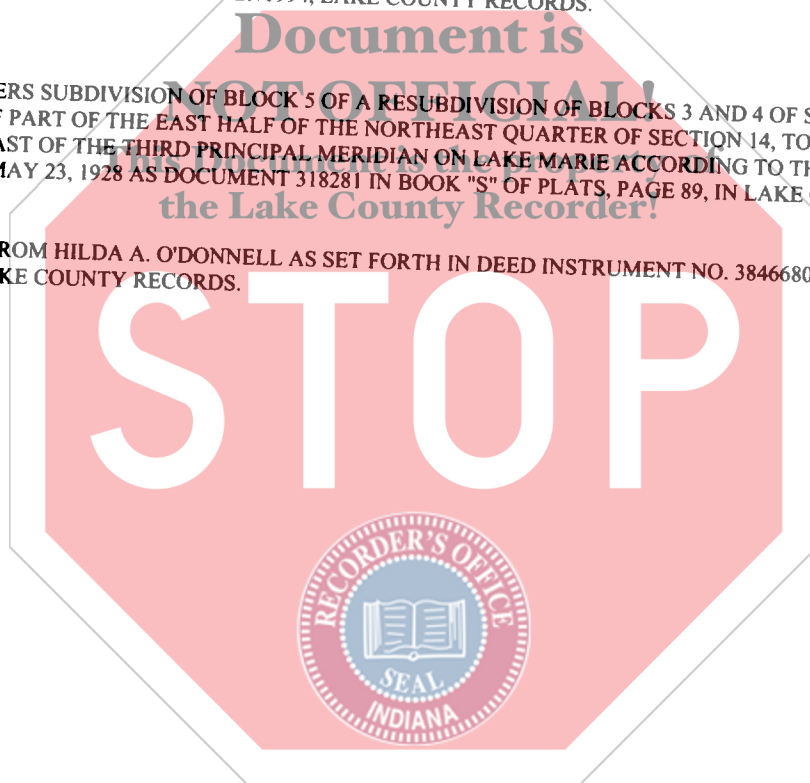 LAKE COUNTY RECORDS.
Document is
NOT OFFICIAL!
ERS SUBDIVISION OF BLOCK 5 OF A RESUBDIVISION OF BLOCKS 3 AND 4 OF S
F PART OF THE EAST HALF OF THE NORTHEAST QUARTER OF SECTION 14, TO
AST OF THE THIRD PRINCIPAL MERIDIAN ON LAKE MARIE ACCORDING TO TH
This Document is the property of
MAY 23, 1928 AS DOCUMENT 318281 IN BOOK "S" OF PLATS, PAGE 89, IN LAKE
the Lake County Recorder!
ROM HILDA A. O'DONNELL AS SET FORTH IN DEED INSTRUMENT NO. 3846680
KE COUNTY RECORDS.
STOP
RECORDER'S OFFICE
SEAL
INDIANA